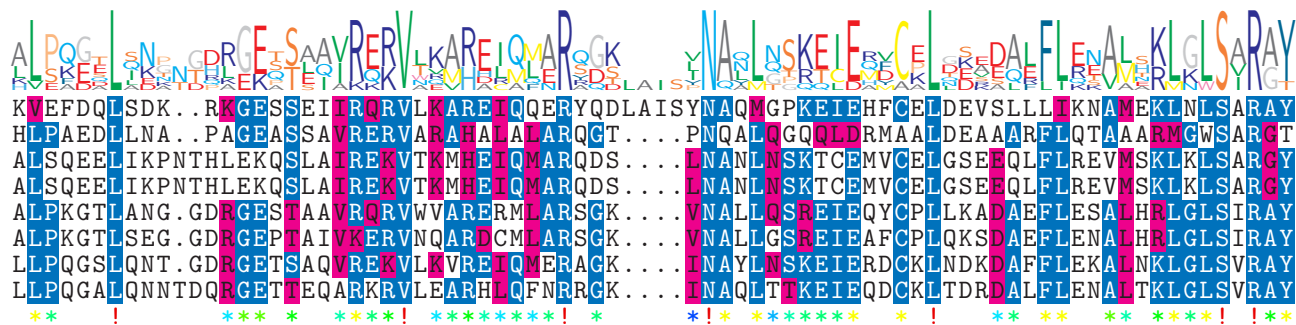 KVEFDQLSDK..RKGESSEIIRQRVLKAREIQQERYQDLAISYNAQMGPKEIEHFCELDEVSLLLIKNAMEKLNLSARAY
HLPAEDLLNA..PAGEASSAVRERVARAHALALARQGT....PNQALQGQQLDRMAALDEAAARFLQTAAARMGWSARGT
ALSQEELIKPNTHLEKQSLAIREKVTKMHEIQMARQDS....LNANLNSKTCEMVCELGSEEQLFLREVMSKLKLSARGY
ALSQEELIKPNTHLEKQSLAIREKVTKMHEIQMARQDS....LNANLNSKTCEMVCELGSEEQLFLREVMSKLKLSARGY
ALPKGTLANG.GDRGESTAAVRQRVWVARERMLARSGK....VNALLQSREIEQYCPLLKADAEFLESALHRLGLSIRAY
ALPKGTLSEG.GDRGEPTAIVKERVNQARDCMLARSGK....VNALLGSREIEAFCPLQKSDAEFLENALHRLGLSIRAY
LLPQGSLQNT.GDRGETSAQVREKVLKVREIQMERAGK....INAYLNSKEIERDCKLNDKDAFFLEKALNKLGLSVRAY
LLPQGALQNNTDQRGETTEQARKRVLEARHLQFNRRGK....INAQLTTKEIEQDCKLTDRDALFLENALTKLGLSVRAY